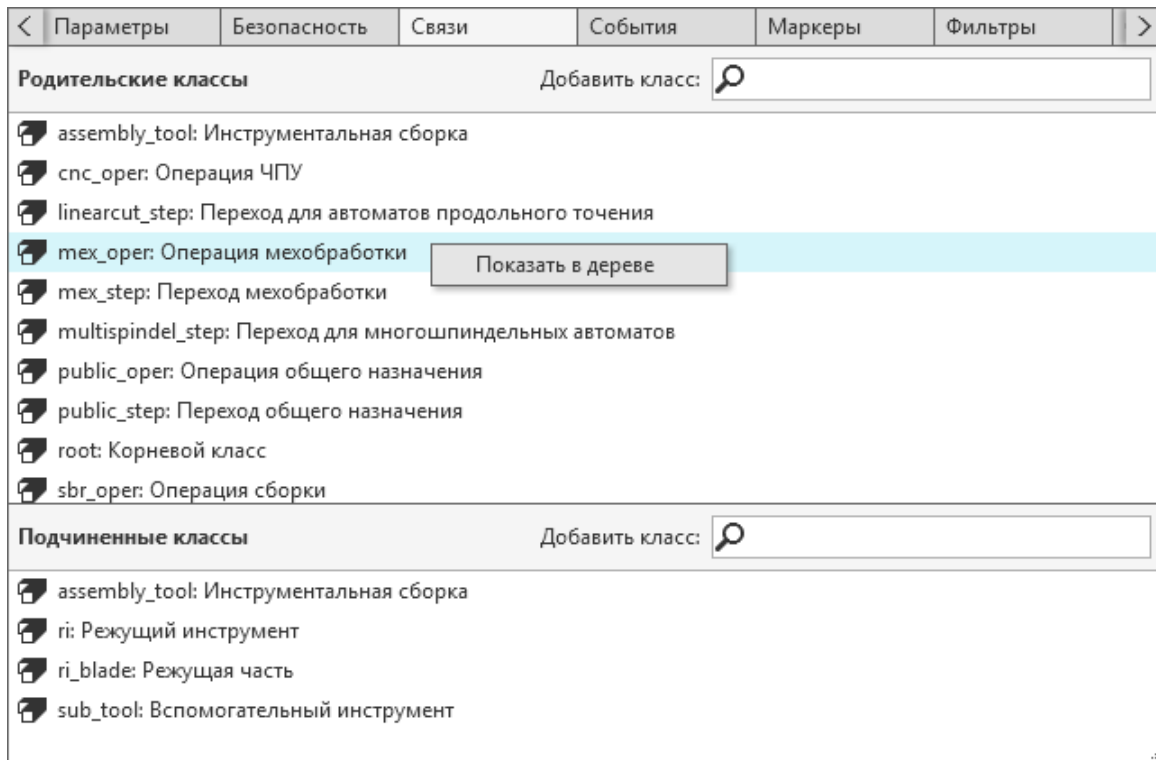 Параметры Безопасность Связи События Маркеры Фильтры
Родительские классы Добавить класс:
assembly_tool: Инструментальная сборка
cnc_oper: Операция ЧПУ
linearcut_step: Переход для автоматов продольного точения
mex_oper: Операция мехобработки
Показать в дереве
mex_step: Переход мехобработки
multispindel_step: Переход для многошпиндельных автоматов
public_oper: Операция общего назначения
public_step: Переход общего назначения
root: Корневой класс
sbr_oper: Операция сборки
Подчиненные классы Добавить класс:
assembly_tool: Инструментальная сборка
ri: Режущий инструмент
ri_blade: Режущая часть
sub_tool: Вспомогательный инструмент